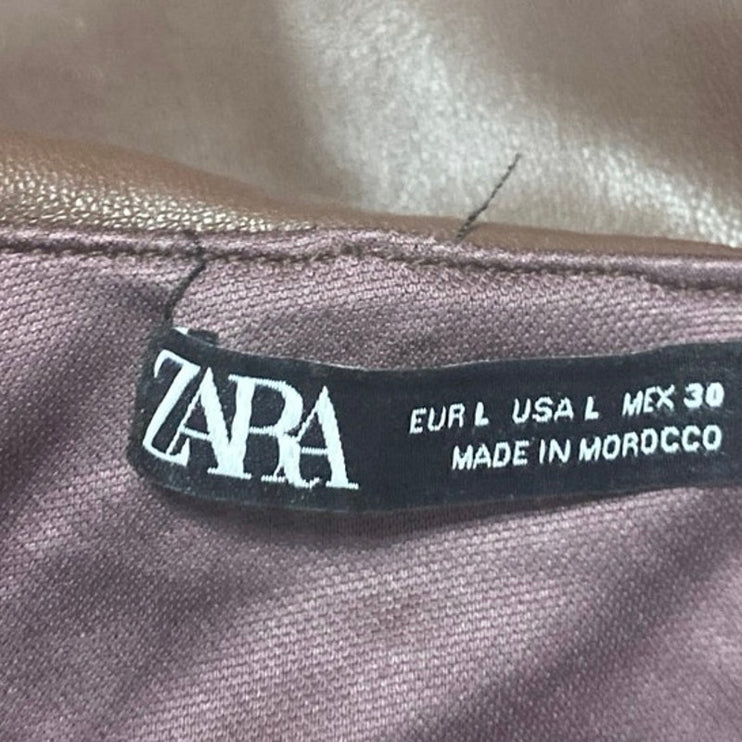 ZARA
EUR L USA L MEX 30
MADE IN MOROCCO